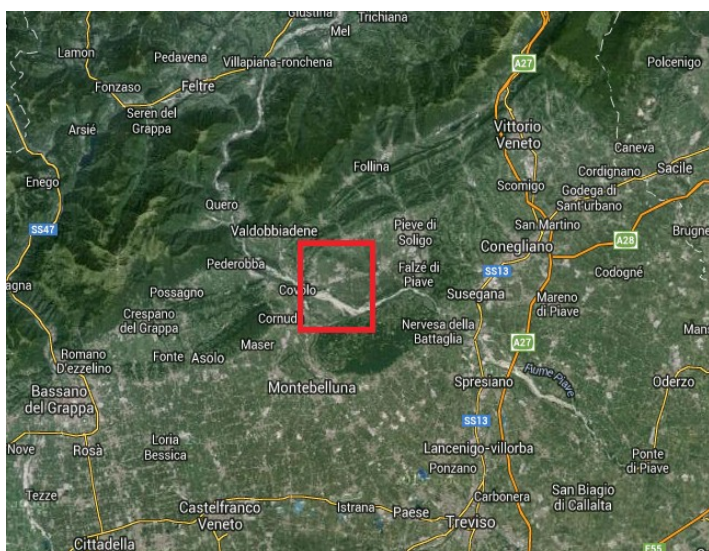 Giustina
Trichiana
Lamon
Pedavena
Mel
Villapiana-ronchena
A27
Polcenigo
Fonzaso
Feltre
Seren del
Grappa
Arsié
Vittorio
Veneto
Caneva
Follina
Cordignano
Sacile
Enego
Scomigo
Godega di
Sant'urbano
Quero
SS47
Valdobbiadene
Pieve di
Soligo
San Martino
Conegliano
A28
Brugne
Pederobba
Falzé di
Piave
SS13
Codogné
agna
Possagno
Covolo
Susegana
Mareno
di Piave
Crespano
del Grappa
Cornud
Nervesa della
Battaglia
Mans
Maser
A27
Romano
D'ezzelino
Fonte
Asolo
Fiume Piave
Bassano
del Grappa
Montebelluna
Spresiano
Oderzo
SS13
Nove
Rosà
Loria
Bessica
Lancenigo-villorba
Ponte
di Piave
Ponzano
Tezze
Carbonera
San Biagio
di Callalta
Castelfranco
Veneto
Istrana
Paese
Treviso
Cittadella
E55